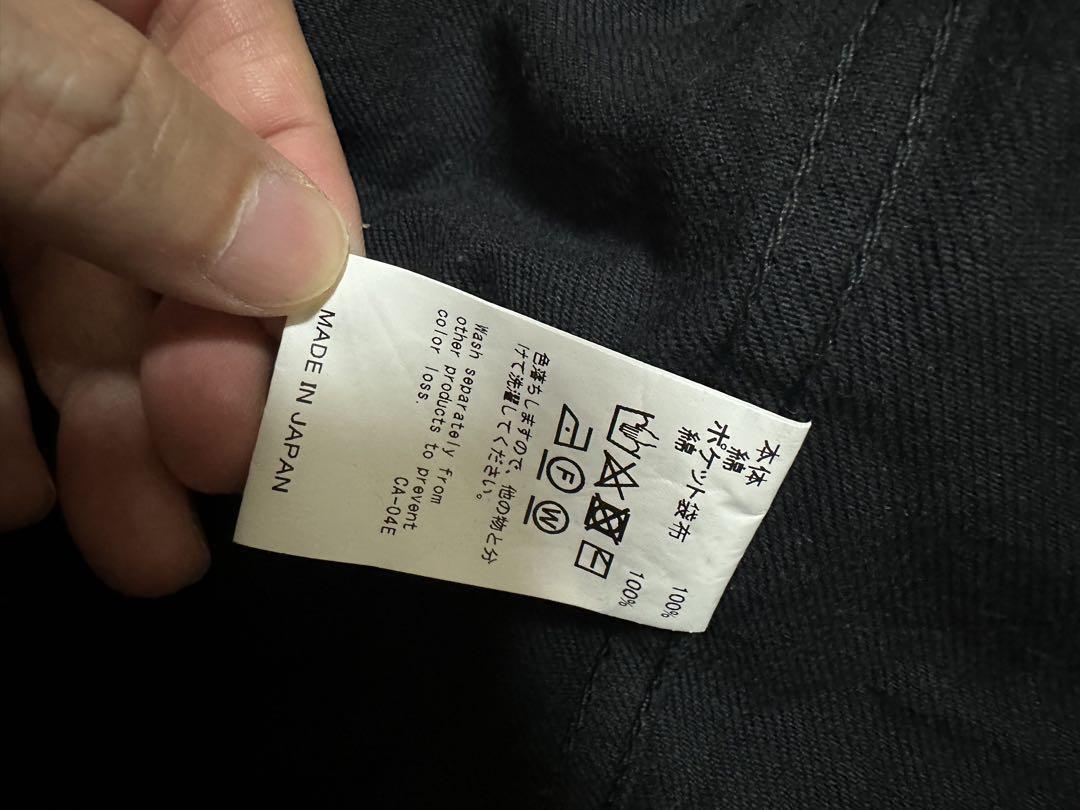 本体
綿 100%
ポケット袋布
綿 100%
F W
色落ちしますので、他の物と分
けて洗濯してください。
Wash separately from
other products to prevent
color loss.
CA-04E
MADE IN JAPAN